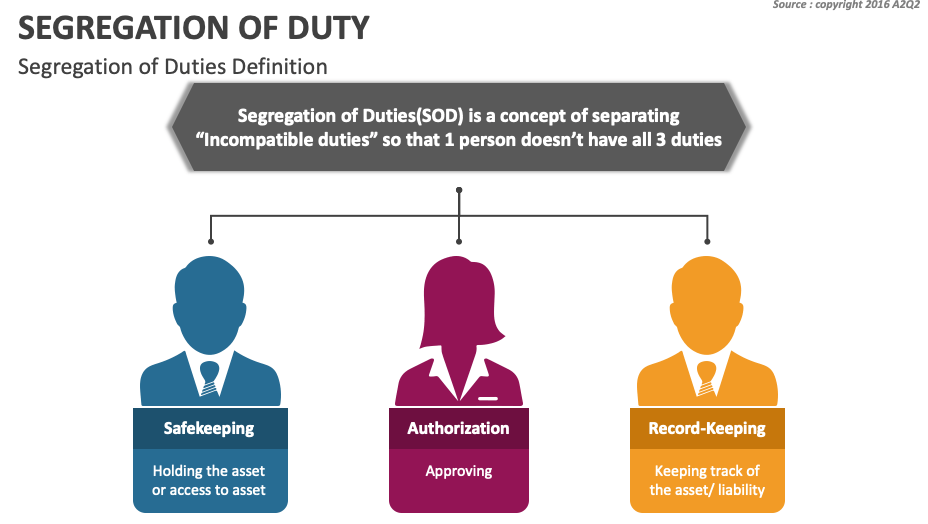 Source : copyright 2016 A2Q2
SEGREGATION OF DUTY
Segregation of Duties Definition
Segregation of Duties(SOD) is a concept of separating
“Incompatible duties” so that 1 person doesn’t have all 3 duties
Safekeeping
Holding the asset
or access to asset
Authorization
Approving
Record-Keeping
Keeping track of
the asset/ liability